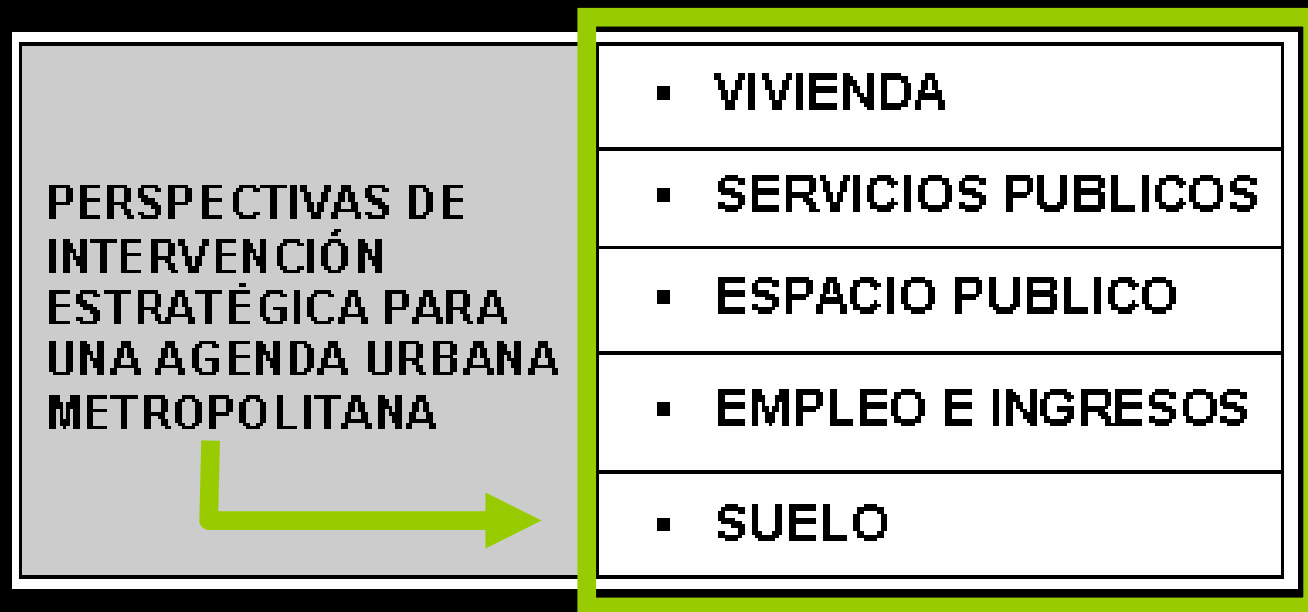 PERSPECTIVAS DE
INTERVENCIÓN
ESTRATÉGICA PARA
UNA AGENDA URBANA
METROPOLITANA
▪ VIVIENDA
▪ SERVICIOS PUBLICOS
▪ ESPACIO PUBLICO
▪ EMPLEO E INGRESOS
▪ SUELO